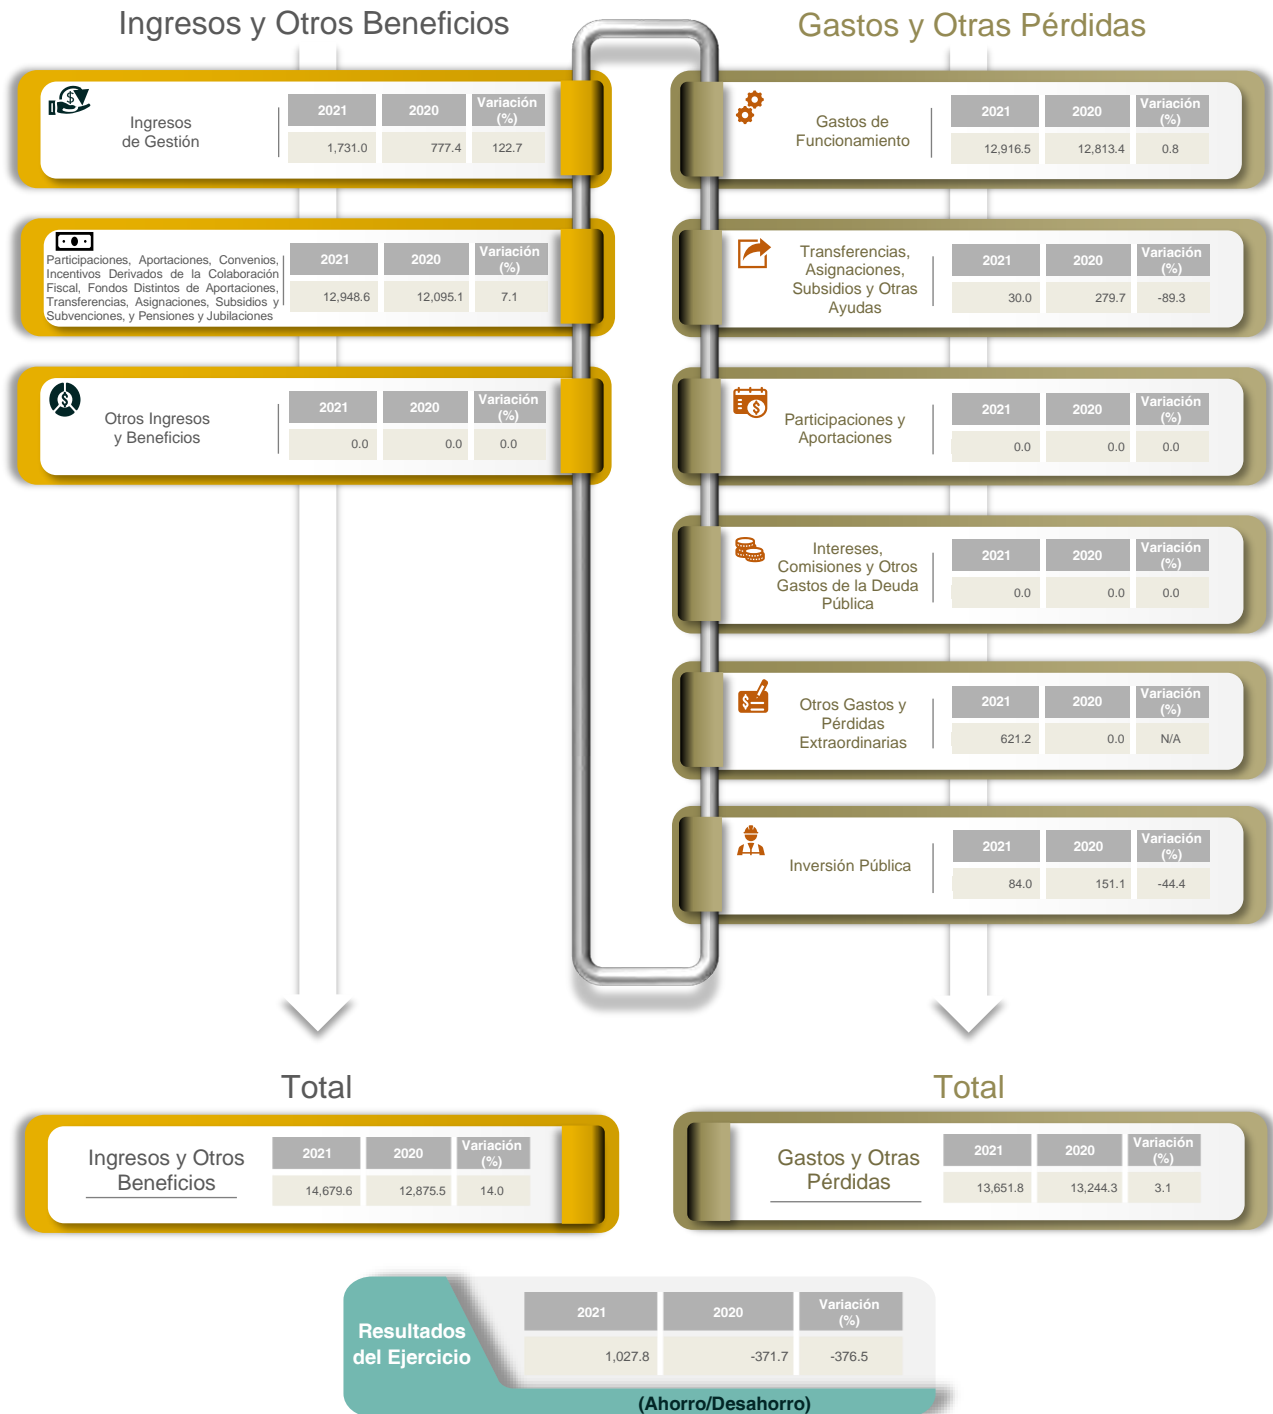 Ingresos y Otros Beneficios
Ingresos
de Gestión
2021 2020 Variación
(%)
1,731.0 777.4 122.7
Participaciones, Aportaciones, Convenios,
Incentivos Derivados de la Colaboración
Fiscal, Fondos Distintos de Aportaciones,
Transferencias, Asignaciones, Subsidios y
Subvenciones, y Pensiones y Jubilaciones
2021 2020 Variación
(%)
12,948.6 12,095.1 7.1
Otros Ingresos
y Beneficios
2021 2020 Variación
(%)
0.0 0.0 0.0
Gastos y Otras Pérdidas
Gastos de
Funcionamiento
2021 2020 Variación
(%)
12,916.5 12,813.4 0.8
Transferencias,
Asignaciones,
Subsidios y Otras
Ayudas
2021 2020 Variación
(%)
30.0 279.7 -89.3
Participaciones y
Aportaciones
2021 2020 Variación
(%)
0.0 0.0 0.0
Intereses,
Comisiones y Otros
Gastos de la Deuda
Pública
2021 2020 Variación
(%)
0.0 0.0 0.0
Otros Gastos y
Pérdidas
Extraordinarias
2021 2020 Variación
(%)
621.2 0.0 N/A
Inversión Pública
2021 2020 Variación
(%)
84.0 151.1 -44.4
Total
Ingresos y Otros
Beneficios
2021 2020 Variación
(%)
14,679.6 12,875.5 14.0
Total
Gastos y Otras
Pérdidas
2021 2020 Variación
(%)
13,651.8 13,244.3 3.1
Resultados
del Ejercicio
2021 2020 Variación
(%)
1,027.8 -371.7 -376.5
(Ahorro/Desahorro)